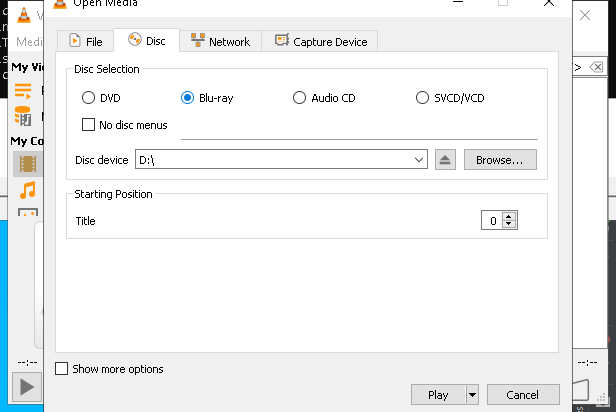 Open Media
Medi
File
Disc
Network
Capture Device
My Vi
Disc Selection
DVD
Blu-ray
Audio CD
SVCD/VCD
No disc menus
My Co
Disc device
D:\
Browse...
Starting Position
Title
0
--:--
--:--
Show more options
Play
Cancel